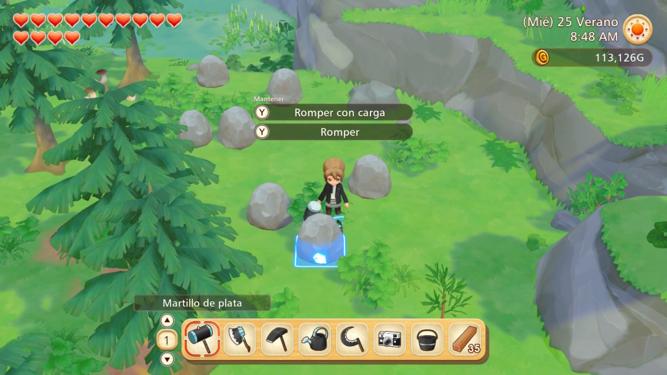 (Mié) 25 Verano
8:48 AM
G 113,126G
Mantener
Y Romper con carga
Y Romper
Martillo de plata
1
35